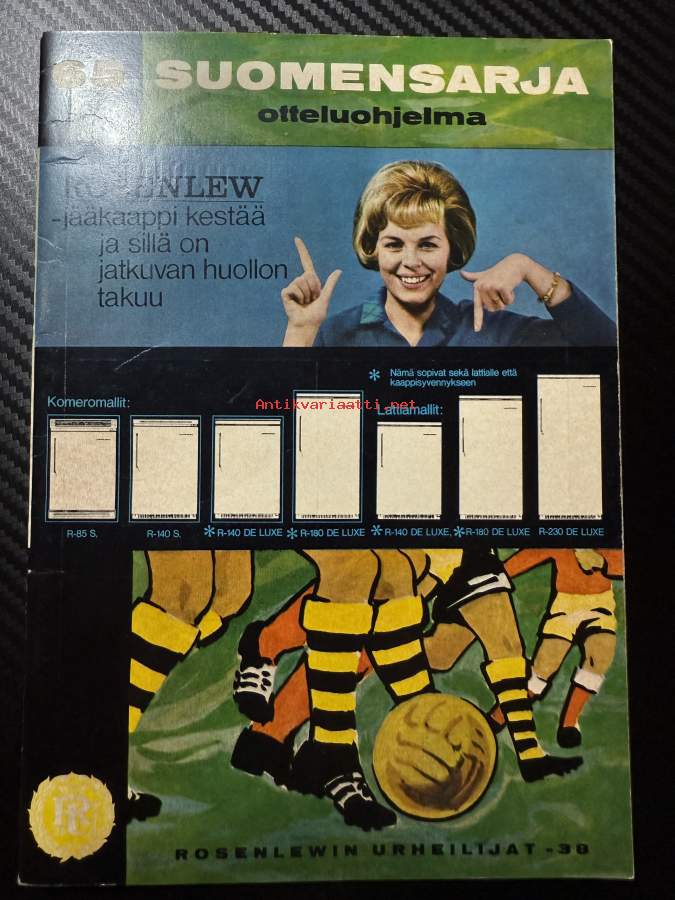 65 SUOMENSARJA
otteluohjelma
ROSENLEW
-jääkaappi kestää
ja sillä on
jatkuvan huollon
takuu
* Nämä sopivat sekä lattialle että
kaappisyvennykseen
Komeromallit:
Lattiamallit:
Antikvariaatti.net
R-85 S.
R-140 S.
* R-140 DE LUXE
* R-180 DE LUXE
* R-140 DE LUXE,
* R-180 DE LUXE
R-230 DE LUXE
ROSENLEWIN URHEILIJAT -38